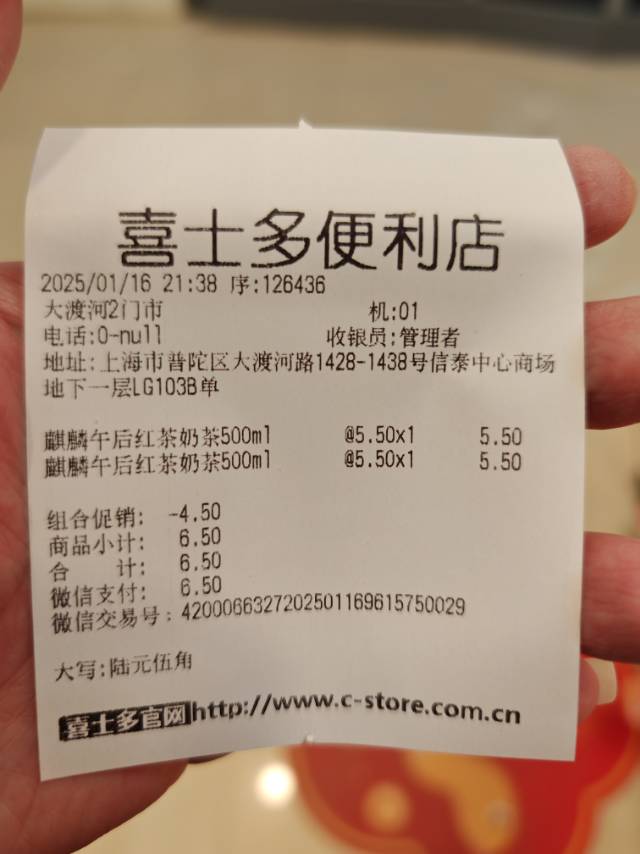 喜士多便利店
2025/01/16 21:38 序:126436
大渡河2门市 机:01
电话:0-null 收银员:管理者
地址:上海市普陀区大渡河路1428-1438号信泰中心商场
地下一层LG103B单
麒麟午后红茶奶茶500ml @5.50x1 5.50
麒麟午后红茶奶茶500ml @5.50x1 5.50
组合促销: -4.50
商品小计: 6.50
合 计: 6.50
微信支付: 6.50
微信交易号: 4200066327202501169615750029
大写:陆元伍角
喜士多官网http://www.c-store.com.cn